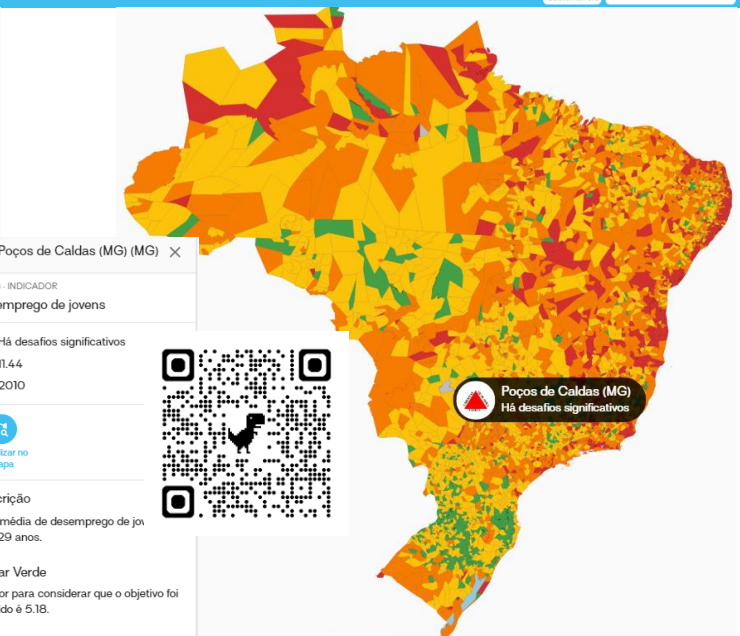 Poços de Caldas (MG) (MG)
- INDICADOR
emprego de jovens
Há desafios significativos
11.44
2010
lizar no
apa
crição
média de desemprego de jov
29 anos.
ar Verde
or para considerar que o objetivo foi
do é 5.18.
Poços de Caldas (MG)
Há desafios significativos